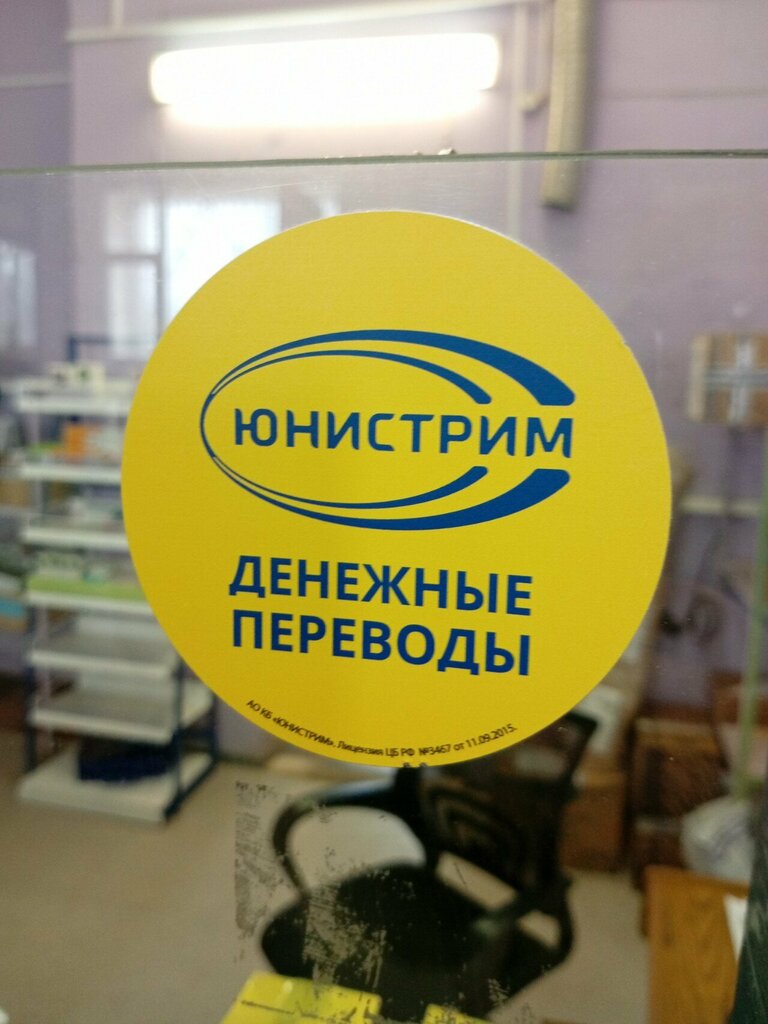 ЮНИСТРИМ
ДЕНЕЖНЫЕ
ПЕРЕВОДЫ
АО КБ «ЮНИСТРИМ». Лицензия ЦБ РФ №3467 от 11.09.2015.